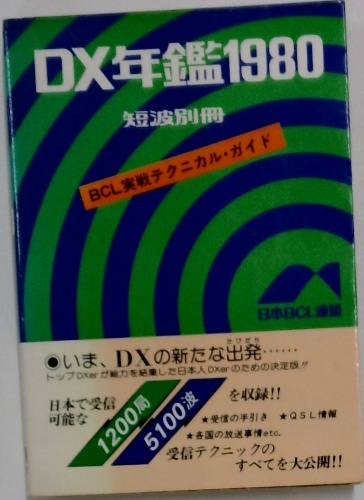 DX年鑑1980
短波別冊
BCL実戦テクニカル・ガイド
日本BCL連盟
●いま、DXの新たな出発……
たびだち
トップDXerが総力を結集した日本人DXerのための決定版!!
日本で受信
可能な
1200局
5100波
を収録!!
★受信の手引き ★QSL情報
★各国の放送事情etc.
受信テクニックの
すべてを大公開!!